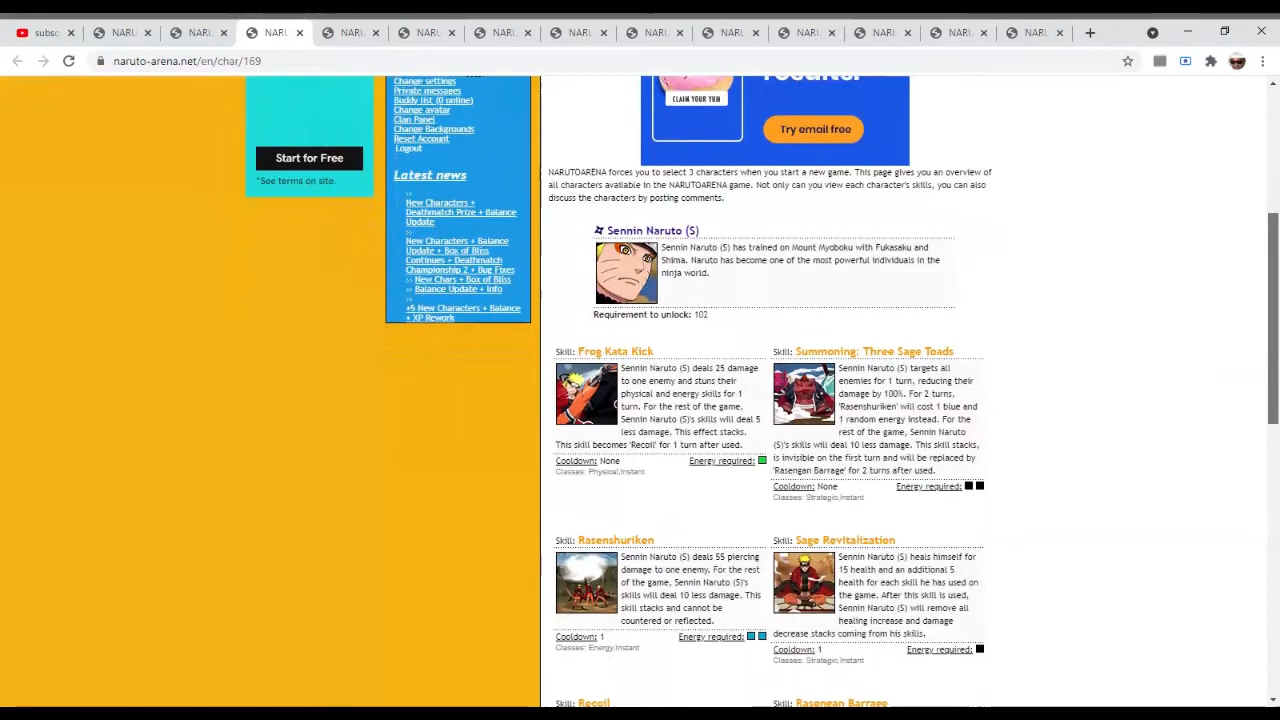 subsc
NARU
NARU
NARU
NARU
NARU
NARU
NARU
NARU
NARU
NARU
NARU
NARU
NARU
naruto-arena.net/en/char/169
Start for Free
*See terms on site.
Change settings
Private messages
Buddy list (0 online)
Change avatar
Clan Panel
Change Backgrounds
Reset Account
Logout
Latest news
>>
New Characters +
Deathmatch Prize + Balance
Update
>>
New Characters + Balance
Update + Box of Bliss
Continues + Deathmatch
Championship 2 + Bug Fixes
>> New Chars + Box of Bliss
>> Balance Update + Info
>>
+5 New Characters + Balance
+ XP Rework
CLAIM YOUR TUN
Try email free
NARUTOARENA forces you to select 3 characters when you start a new game. This page gives you an overview of
all characters available in the NARUTOARENA game. Not only can you view each character's skills, you can also
discuss the characters by posting comments.
Sennin Naruto (S)
Sennin Naruto (S) has trained on Mount Myoboku with Fukasaku and
Shima. Naruto has become one of the most powerful individuals in the
ninja world.
Requirement to unlock: 102
Skill: Frog Kata Kick
Sennin Naruto (S) deals 25 damage
to one enemy and stuns their
physical and energy skills for 1
turn. For the rest of the game,
Sennin Naruto (S)'s skills will deal 5
less damage. This effect stacks.
This skill becomes 'Recoil' for 1 turn after used.
Cooldown: None Energy required:
Classes: Physical,Instant
Skill: Summoning: Three Sage Toads
Sennin Naruto (S) targets all
enemies for 1 turn, reducing their
damage by 100%. For 2 turns,
'Rasenshuriken' will cost 1 blue and
1 random energy instead. For the
rest of the game, Sennin Naruto
(S)'s skills will deal 10 less damage. This skill stacks,
is invisible on the first turn and will be replaced by
'Rasengan Barrage' for 2 turns after used.
Cooldown: None Energy required:
Classes: Strategic,Instant
Skill: Rasenshuriken
Sennin Naruto (S) deals 55 piercing
damage to one enemy. For the rest
of the game, Sennin Naruto (S)'s
skills will deal 10 less damage. This
skill stacks and cannot be
countered or reflected.
Cooldown: 1 Energy required:
Classes: Energy,Instant
Skill: Sage Revitalization
Sennin Naruto (S) heals himself for
15 health and an additional 5
health for each skill he has used on
the game. After this skill is used,
Sennin Naruto (S) will remove all
healing increase and damage
decrease stacks coming from his skills.
Cooldown: 1 Energy required:
Classes: Strategic,Instant
Skill: Recoil
Skill: Rasengan Barrage